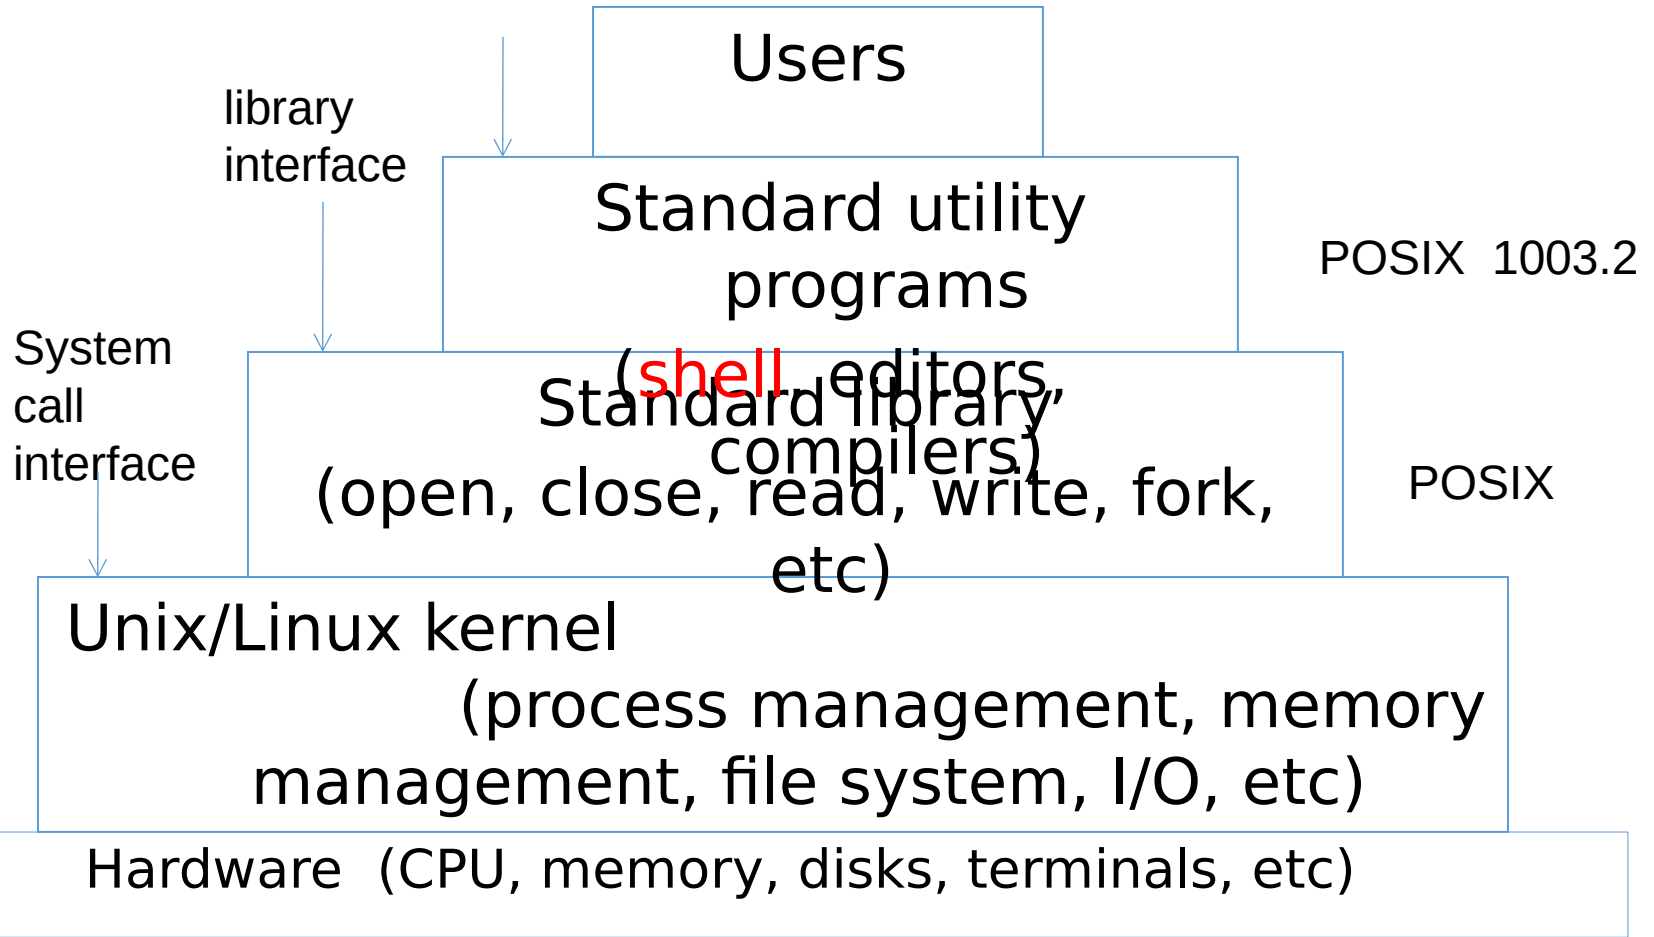 Users
library
interface
Standard utility
programs
(shell, editors,
compilers)
POSIX 1003.2
System
call
interface
Standard library
(open, close, read, write, fork,
etc)
POSIX
Unix/Linux kernel
(process management, memory
management, file system, I/O, etc)
Hardware (CPU, memory, disks, terminals, etc)